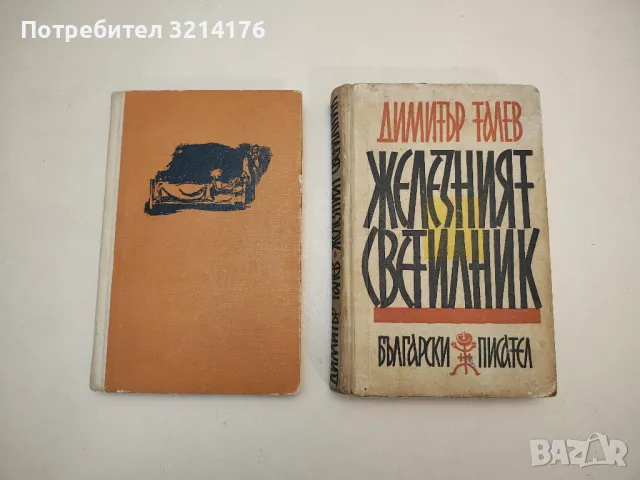 Потребител 3214176
ДИМИТЪР ТАЛЕВ
ЖЕЛЕЗНИЯТ
СВЕТИЛНИК
БЪЛГАРСКИ ПИСАТЕЛ
ДИМИТЪР ТАЛЕВ ЖЕЛЕЗНИЯТ СВЕТИЛНИК
BAZAR